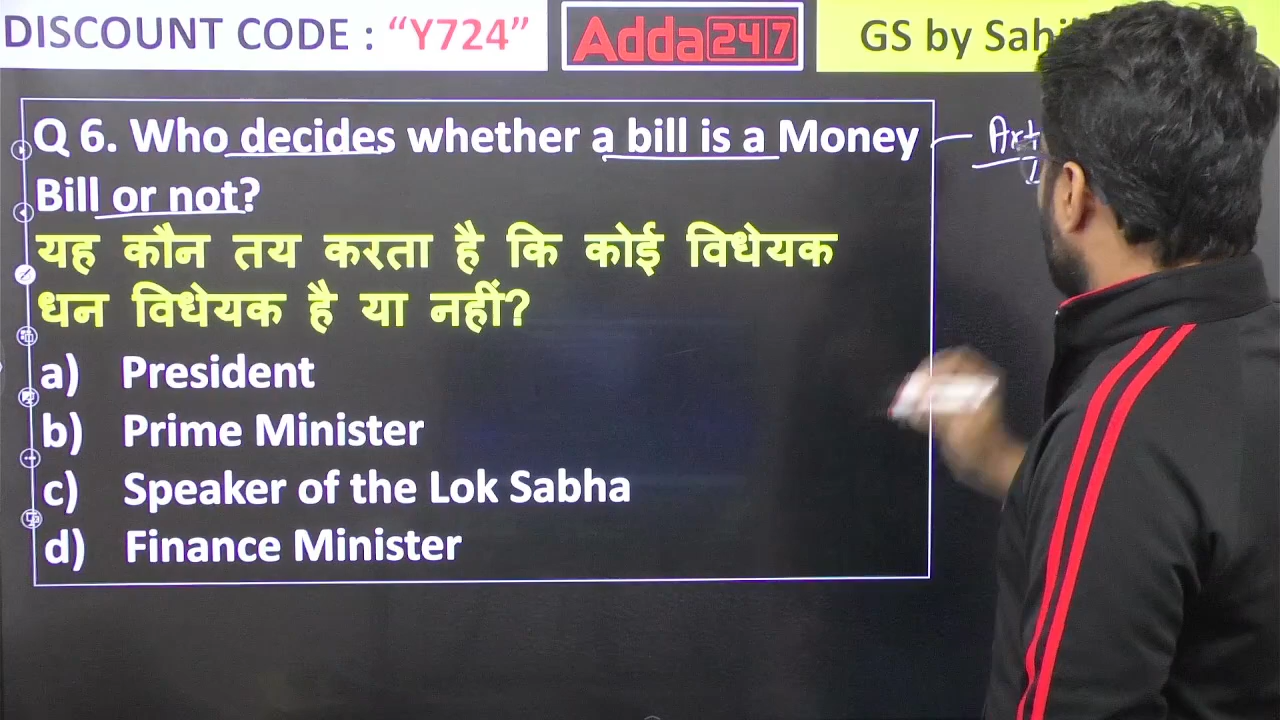 DISCOUNT CODE : “Y724”
Adda247
GS by
Q 6. Who decides whether a bill is a Money
Bill or not?
यह कौन तय करता है कि कोई विधेयक
धन विधेयक है या नहीं?
a) President
b) Prime Minister
c) Speaker of the Lok Sabha
d) Finance Minister